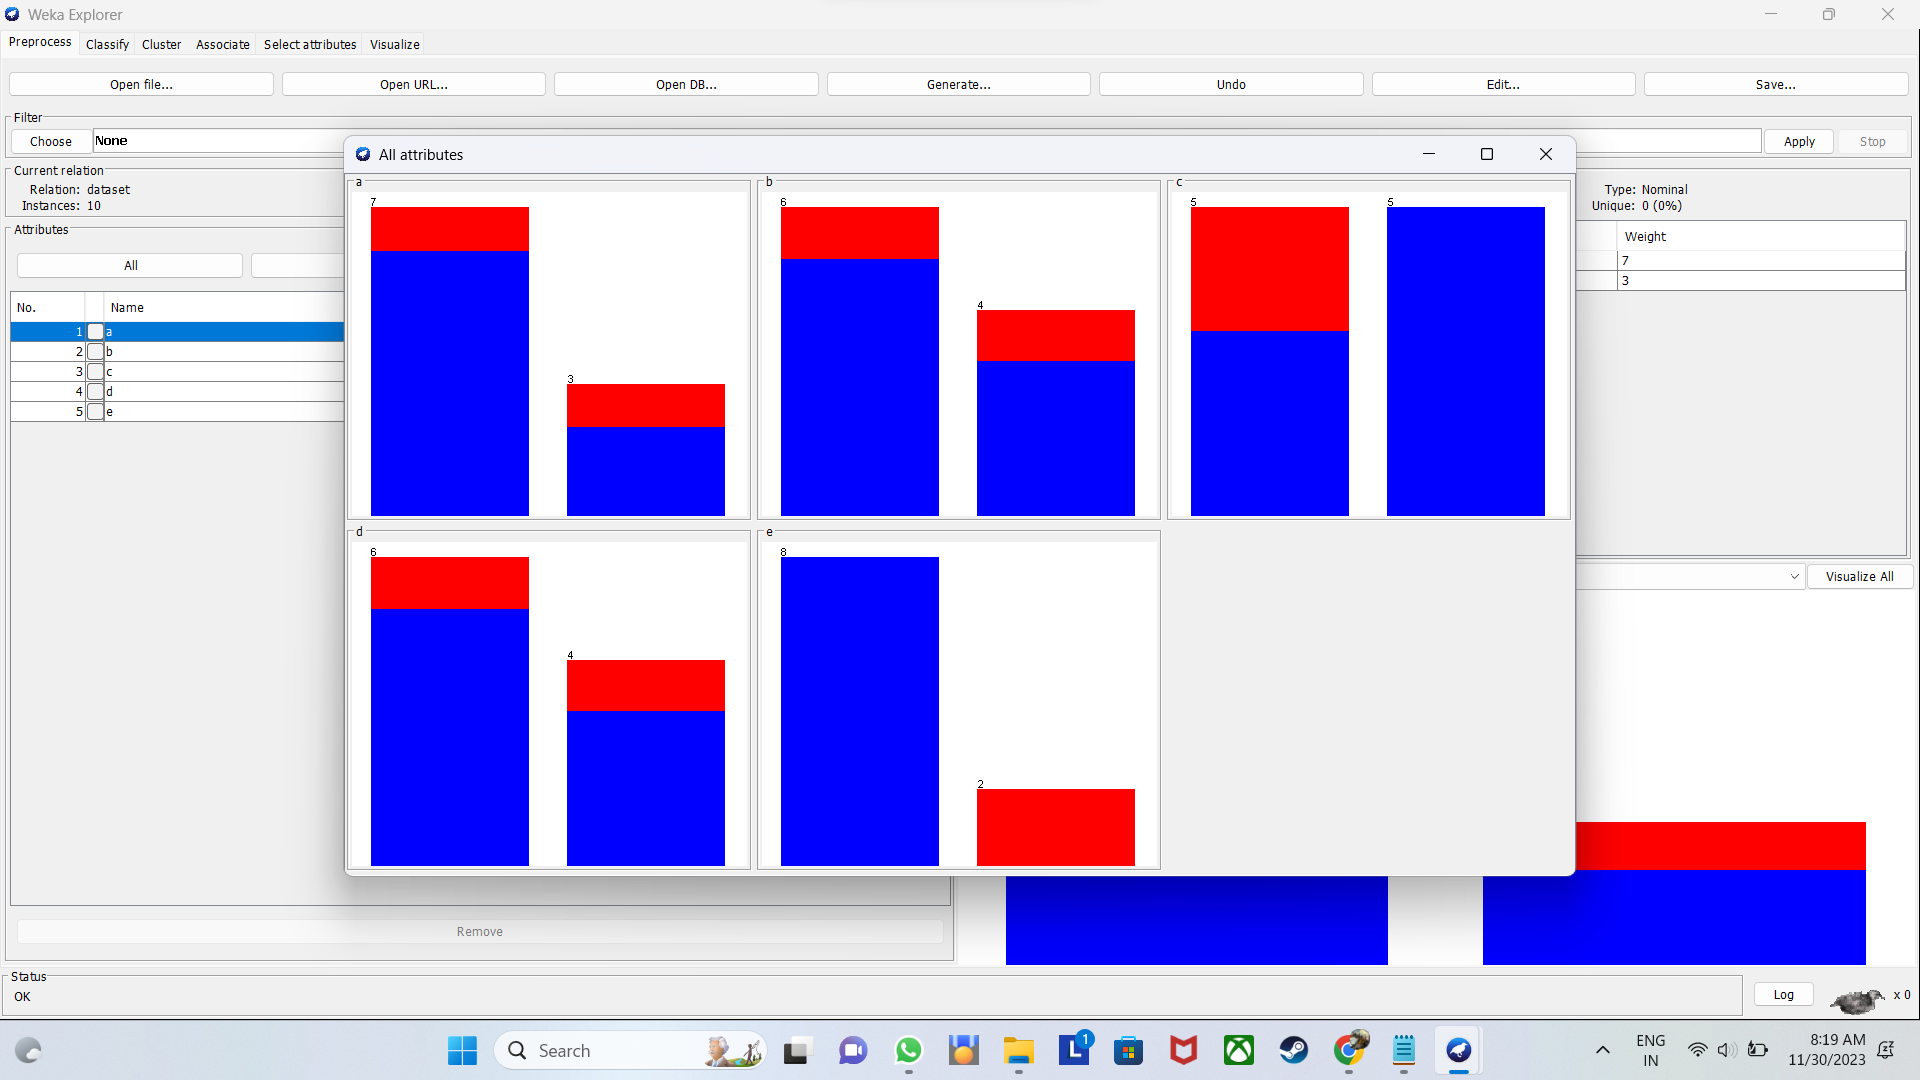 Weka Explorer
Preprocess Classify Cluster Associate Select attributes Visualize
Open file... Open URL... Open DB... Generate... Undo Edit... Save...
Filter
Choose None Apply Stop
Current relation
Relation: dataset
Instances: 10
Type: Nominal
Unique: 0 (0%)
Attributes
All
No. Name
1 a
2 b
3 c
4 d
5 e
Remove
Weight
7
3
Visualize All
All attributes
a
7
3
b
6
4
c
5
5
d
6
4
e
8
2
Status
OK
Log x 0
Search
1
ENG
IN
8:19 AM
11/30/2023